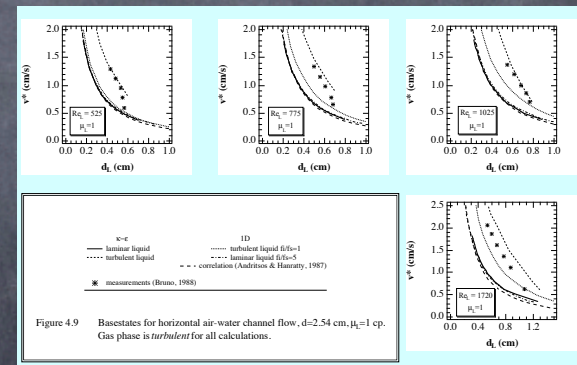 2.0
1.5
1.0
0.5
0.0
v* (cm/s)
Re_L = 525
μ_L=1
0.0 0.2 0.4 0.6 0.8 1.0
d_L (cm)
2.0
1.5
1.0
0.5
0.0
v* (cm/s)
Re_L = 775
μ_L=1
0.0 0.2 0.4 0.6 0.8 1.0
d_L (cm)
2.0
1.5
1.0
0.5
0.0
v* (cm/s)
Re_L = 1025
μ_L=1
0.0 0.2 0.4 0.6 0.8 1.0
d_L (cm)
κ-ε 1D
laminar liquid turbulent liquid fi/fs=1
turbulent liquid laminar liquid fi/fs=5
correlation (Andritsos & Hanratty, 1987)
measurements (Bruno, 1988)
Figure 4.9 Basestates for horizontal air-water channel flow, d=2.54 cm, μ_L=1 cp.
Gas phase is turbulent for all calculations.
2.5
2.0
1.5
1.0
0.5
0.0
v* (cm/s)
Re_L = 1720
μ_L=1
0.0 0.4 0.8 1.2
d_L (cm)